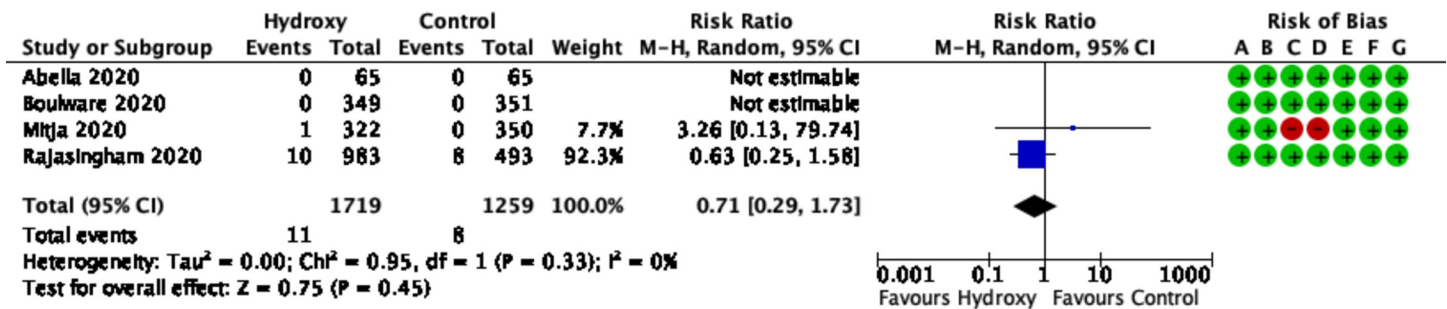 Hydroxy Control Risk Ratio Risk Ratio Risk of Bias
Study or Subgroup Events Total Events Total Weight M-H, Random, 95% CI M-H, Random, 95% CI A B C D E F G
Abella 2020 0 65 0 65 Not estimable + + + + + + +
Boulware 2020 0 349 0 351 Not estimable + + + + + + +
Mitja 2020 1 322 0 350 7.7% 3.26 [0.13, 79.74] + + - - + + +
Rajasingham 2020 10 983 8 493 92.3% 0.63 [0.25, 1.58] + + + + + + +
Total (95% CI) 1719 1259 100.0% 0.71 [0.29, 1.73]
Total events 11 8
Heterogeneity: Tau² = 0.00; Chi² = 0.95, df = 1 (P = 0.33); I² = 0%
Test for overall effect: Z = 0.75 (P = 0.45)
0.001 0.1 1 10 1000
Favours Hydroxy Favours Control